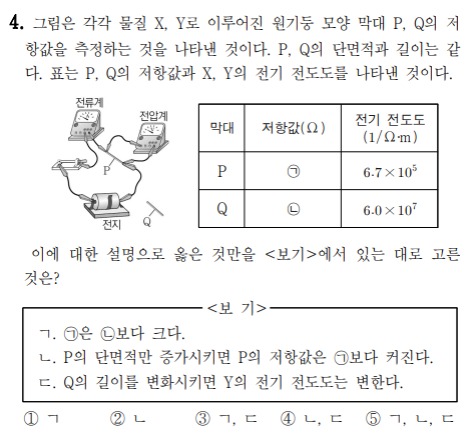 4. 그림은 각각 물질 X, Y로 이루어진 원기둥 모양 막대 P, Q의 저
항값을 측정하는 것을 나타낸 것이다. P, Q의 단면적과 길이는 같
다. 표는 P, Q의 저항값과 X, Y의 전기 전도도를 나타낸 것이다.
전류계
전압계
P
전지
Q
막대 저항값(Ω) 전기 전도도 (1/Ω·m)
P ㉠ 6.7×10⁵
Q ㉡ 6.0×10⁷
이에 대한 설명으로 옳은 것만을 <보기>에서 있는 대로 고른
것은?
<보 기>
ㄱ. ㉠은 ㉡보다 크다.
ㄴ. P의 단면적만 증가시키면 P의 저항값은 ㉠보다 커진다.
ㄷ. Q의 길이를 변화시키면 Y의 전기 전도도는 변한다.
① ㄱ ② ㄴ ③ ㄱ, ㄷ ④ ㄴ, ㄷ ⑤ ㄱ, ㄴ, ㄷ